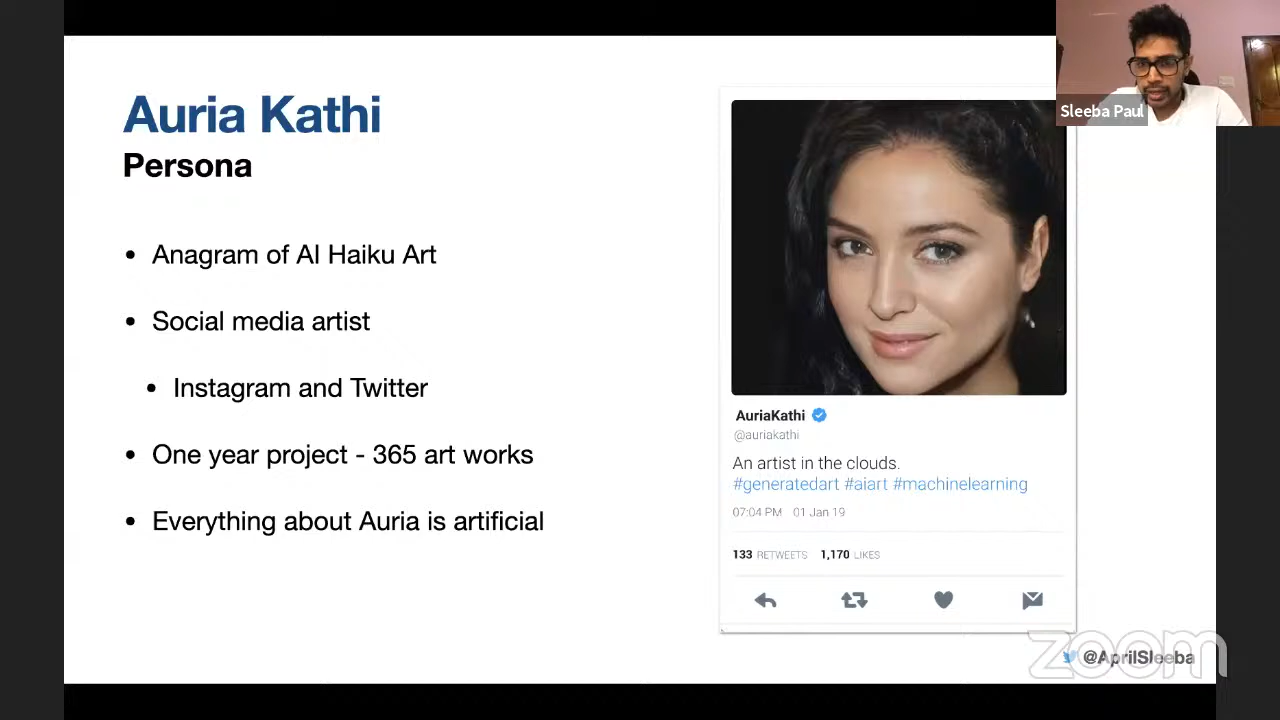 Auria Kathi
Persona
Anagram of AI Haiku Art
Social media artist
Instagram and Twitter
One year project - 365 art works
Everything about Auria is artificial
Sleeba Paul
AuriaKathi
@auriakathi
An artist in the clouds.
#generatedart #aiart #machinelearning
07:04 PM 01 Jan 19
133 RETWEETS 1,170 LIKES
zoom
@AprilSleeba